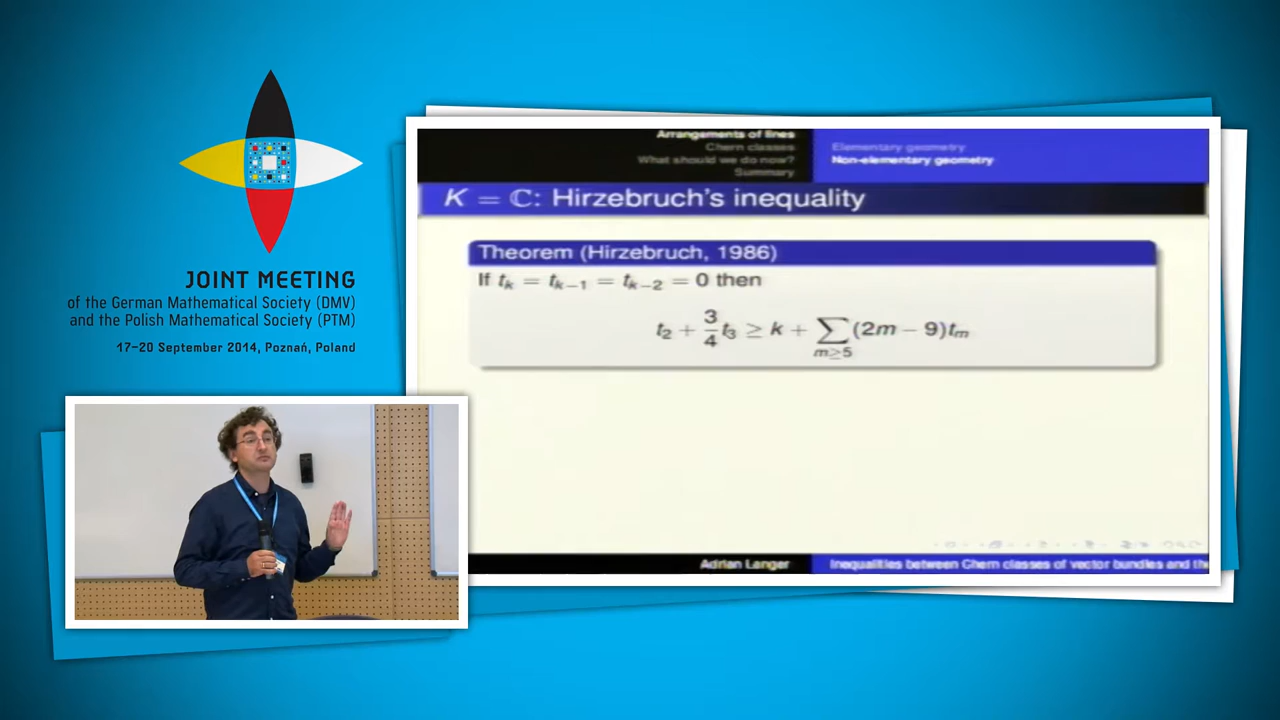 JOINT MEETING
of the German Mathematical Society (DMV)
and the Polish Mathematical Society (PTM)
17–20 September 2014, Poznań, Poland
Arrangements of lines
Chern classes
What should we do now?
Summary
Elementary geometry
Non-elementary geometry
K = ℂ: Hirzebruch's inequality
Theorem (Hirzebruch, 1986)
If t_k = t_{k−1} = t_{k−2} = 0 then
t_2 + 3/4 t_3 ≥ k + ∑_{m≥5} (2m − 9)t_m
Adrian Langer
Inequalities between Chern classes of vector bundles and